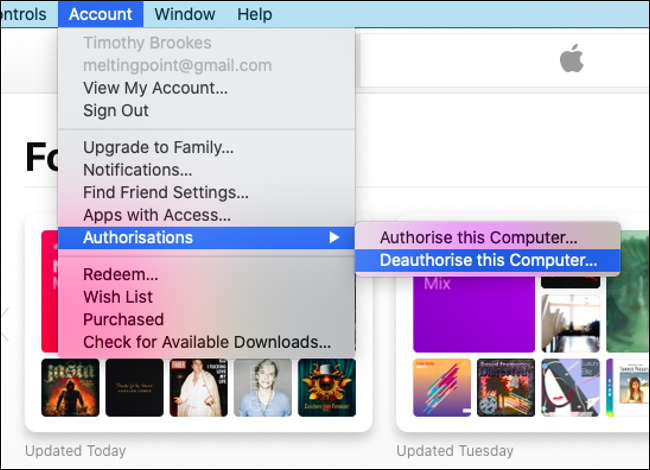 ontrols Account Window Help
Timothy Brookes
meltingpoint@gmail.com
View My Account...
Sign Out
Fo
Upgrade to Family...
Notifications...
Find Friend Settings...
Apps with Access...
Authorisations
Authorise this Computer...
Deauthorise this Computer...
Redeem...
Wish List
Purchased
Check for Available Downloads...
Mix
Updated Today
Updated Tuesday